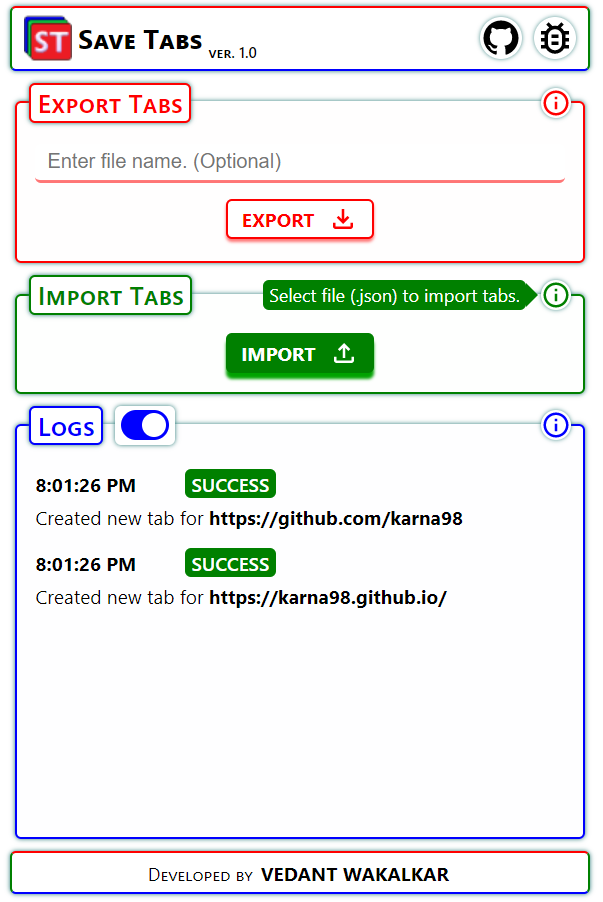 ST Save Tabs ver. 1.0
Export Tabs
Enter file name. (Optional)
EXPORT
Import Tabs Select file (.json) to import tabs.
IMPORT
Logs
8:01:26 PM SUCCESS
Created new tab for https://github.com/karna98
8:01:26 PM SUCCESS
Created new tab for https://karna98.github.io/
Developed by VEDANT WAKALKAR